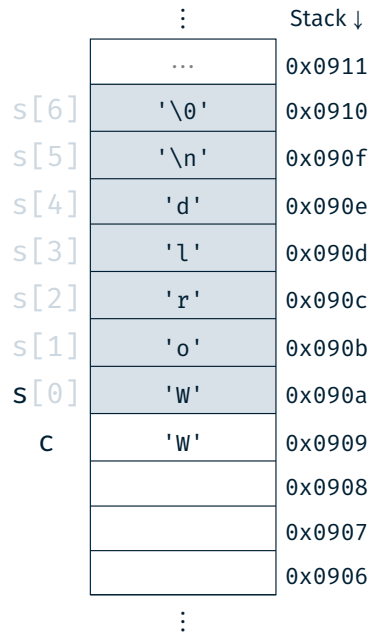 ⋮ Stack ↓
... 0x0911
s[6] '\0' 0x0910
s[5] '\n' 0x090f
s[4] 'd' 0x090e
s[3] 'l' 0x090d
s[2] 'r' 0x090c
s[1] 'o' 0x090b
s[0] 'W' 0x090a
c 'W' 0x0909
0x0908
0x0907
0x0906
⋮